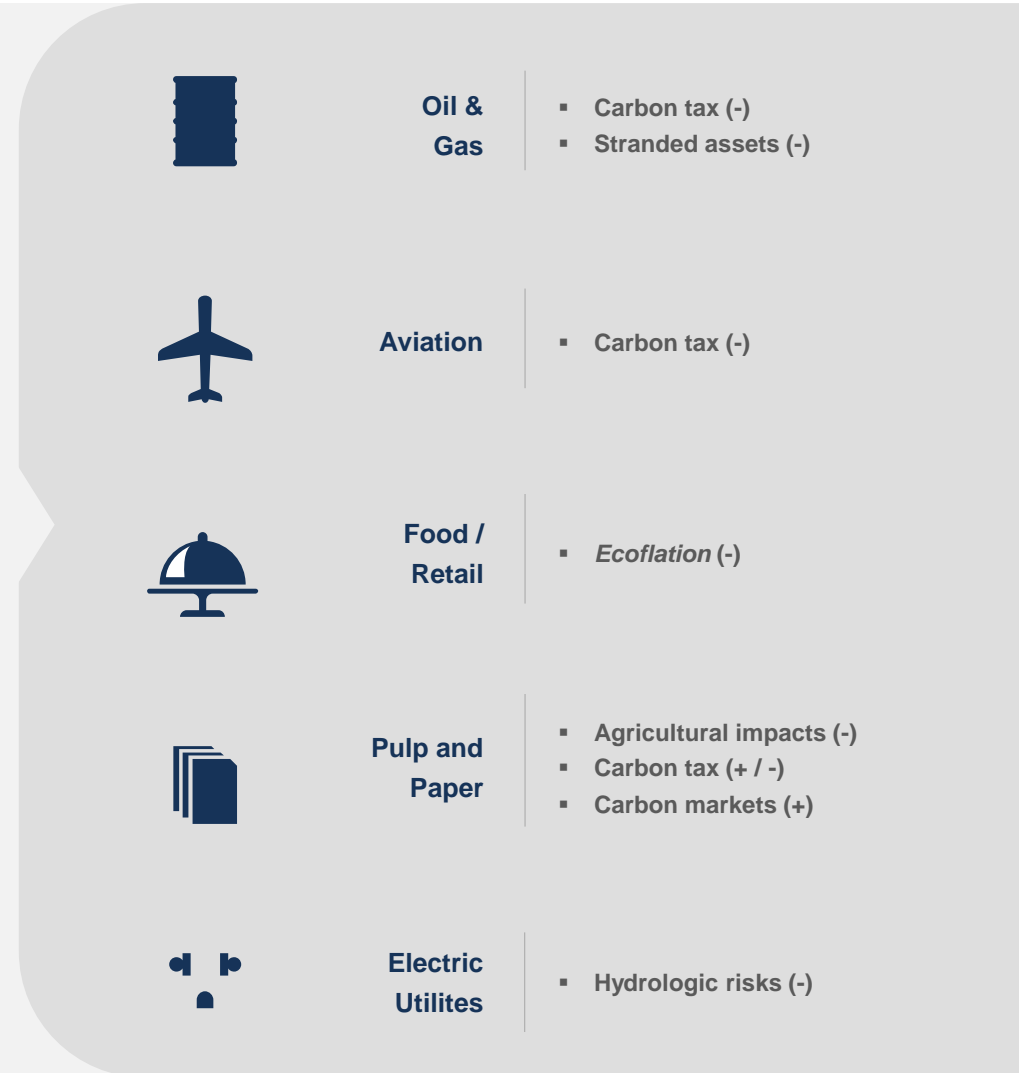 Oil &
Gas
▪ Carbon tax (-)
▪ Stranded assets (-)
Aviation
▪ Carbon tax (-)
Food /
Retail
▪ Ecoflation (-)
Pulp and
Paper
▪ Agricultural impacts (-)
▪ Carbon tax (+ / -)
▪ Carbon markets (+)
Electric
Utilites
▪ Hydrologic risks (-)